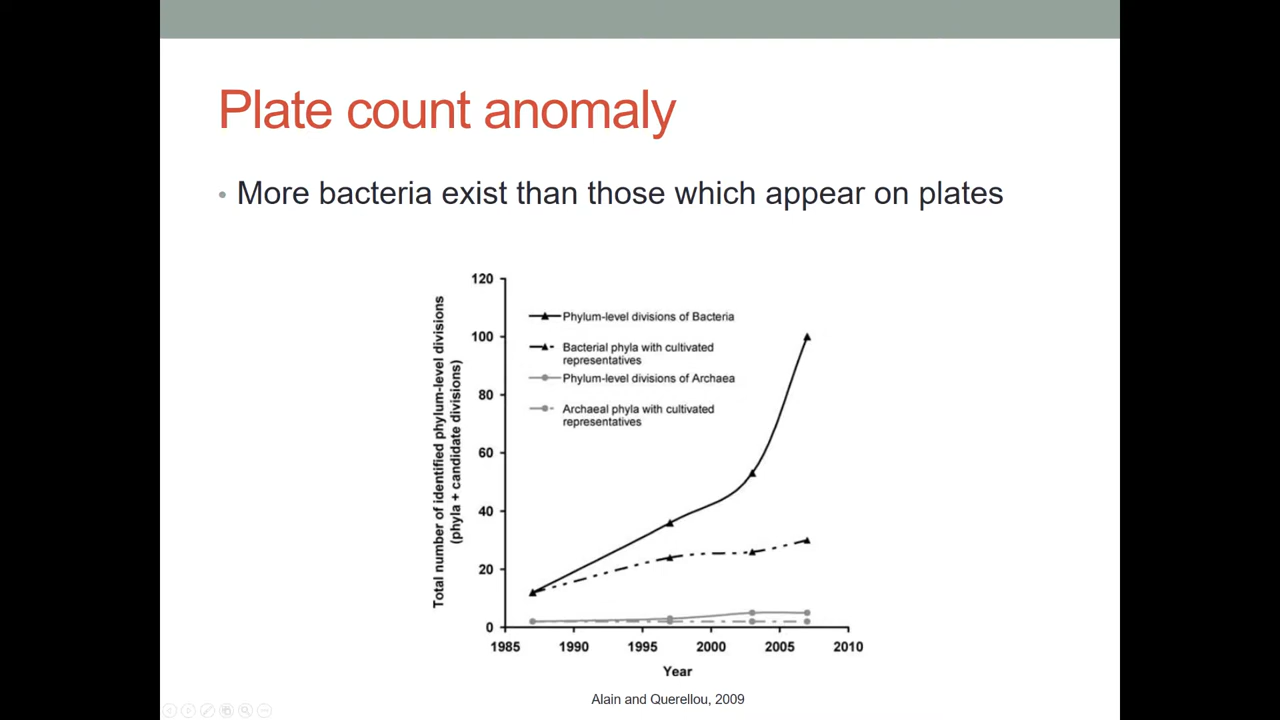 Plate count anomaly
• More bacteria exist than those which appear on plates
Total number of identified phylum-level divisions
(phyla + candidate divisions)
120
100
80
60
40
20
0
Phylum-level divisions of Bacteria
Bacterial phyla with cultivated
representatives
Phylum-level divisions of Archaea
Archaeal phyla with cultivated
representatives
1985 1990 1995 2000 2005 2010
Year
Alain and Querellou, 2009